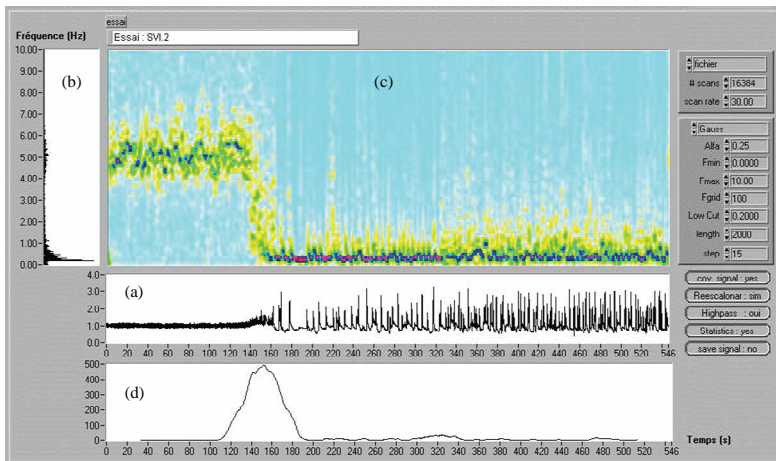 essai
Fréquence (Hz)
Essai : SVI.2
10.00
9.00
8.00
7.00
6.00
5.00
4.00
3.00
2.00
1.00
0.00
(b)
(c)
fichier
# scans 16384
scan rate 30.00
Gauss
Alfa 0.25
Fmin 0.0000
Fmax 10.00
Fgrid 100
Low Cut 0.2000
length 2000
step 15
cov. signal : yes
Reescalonar : sim
Highpass : oui
Statistics : yes
save signal : no
4.0
3.0
2.0
1.0
0.0
(a)
0 20 40 60 80 100 120 140 160 180 200 220 240 260 280 300 320 340 360 380 400 420 440 460 480 500 520 546
500
400
300
200
100
0
(d)
0 20 40 60 80 100 120 140 160 180 200 220 240 260 280 300 320 340 360 380 400 420 440 460 480 500 520 546
Temps (s)